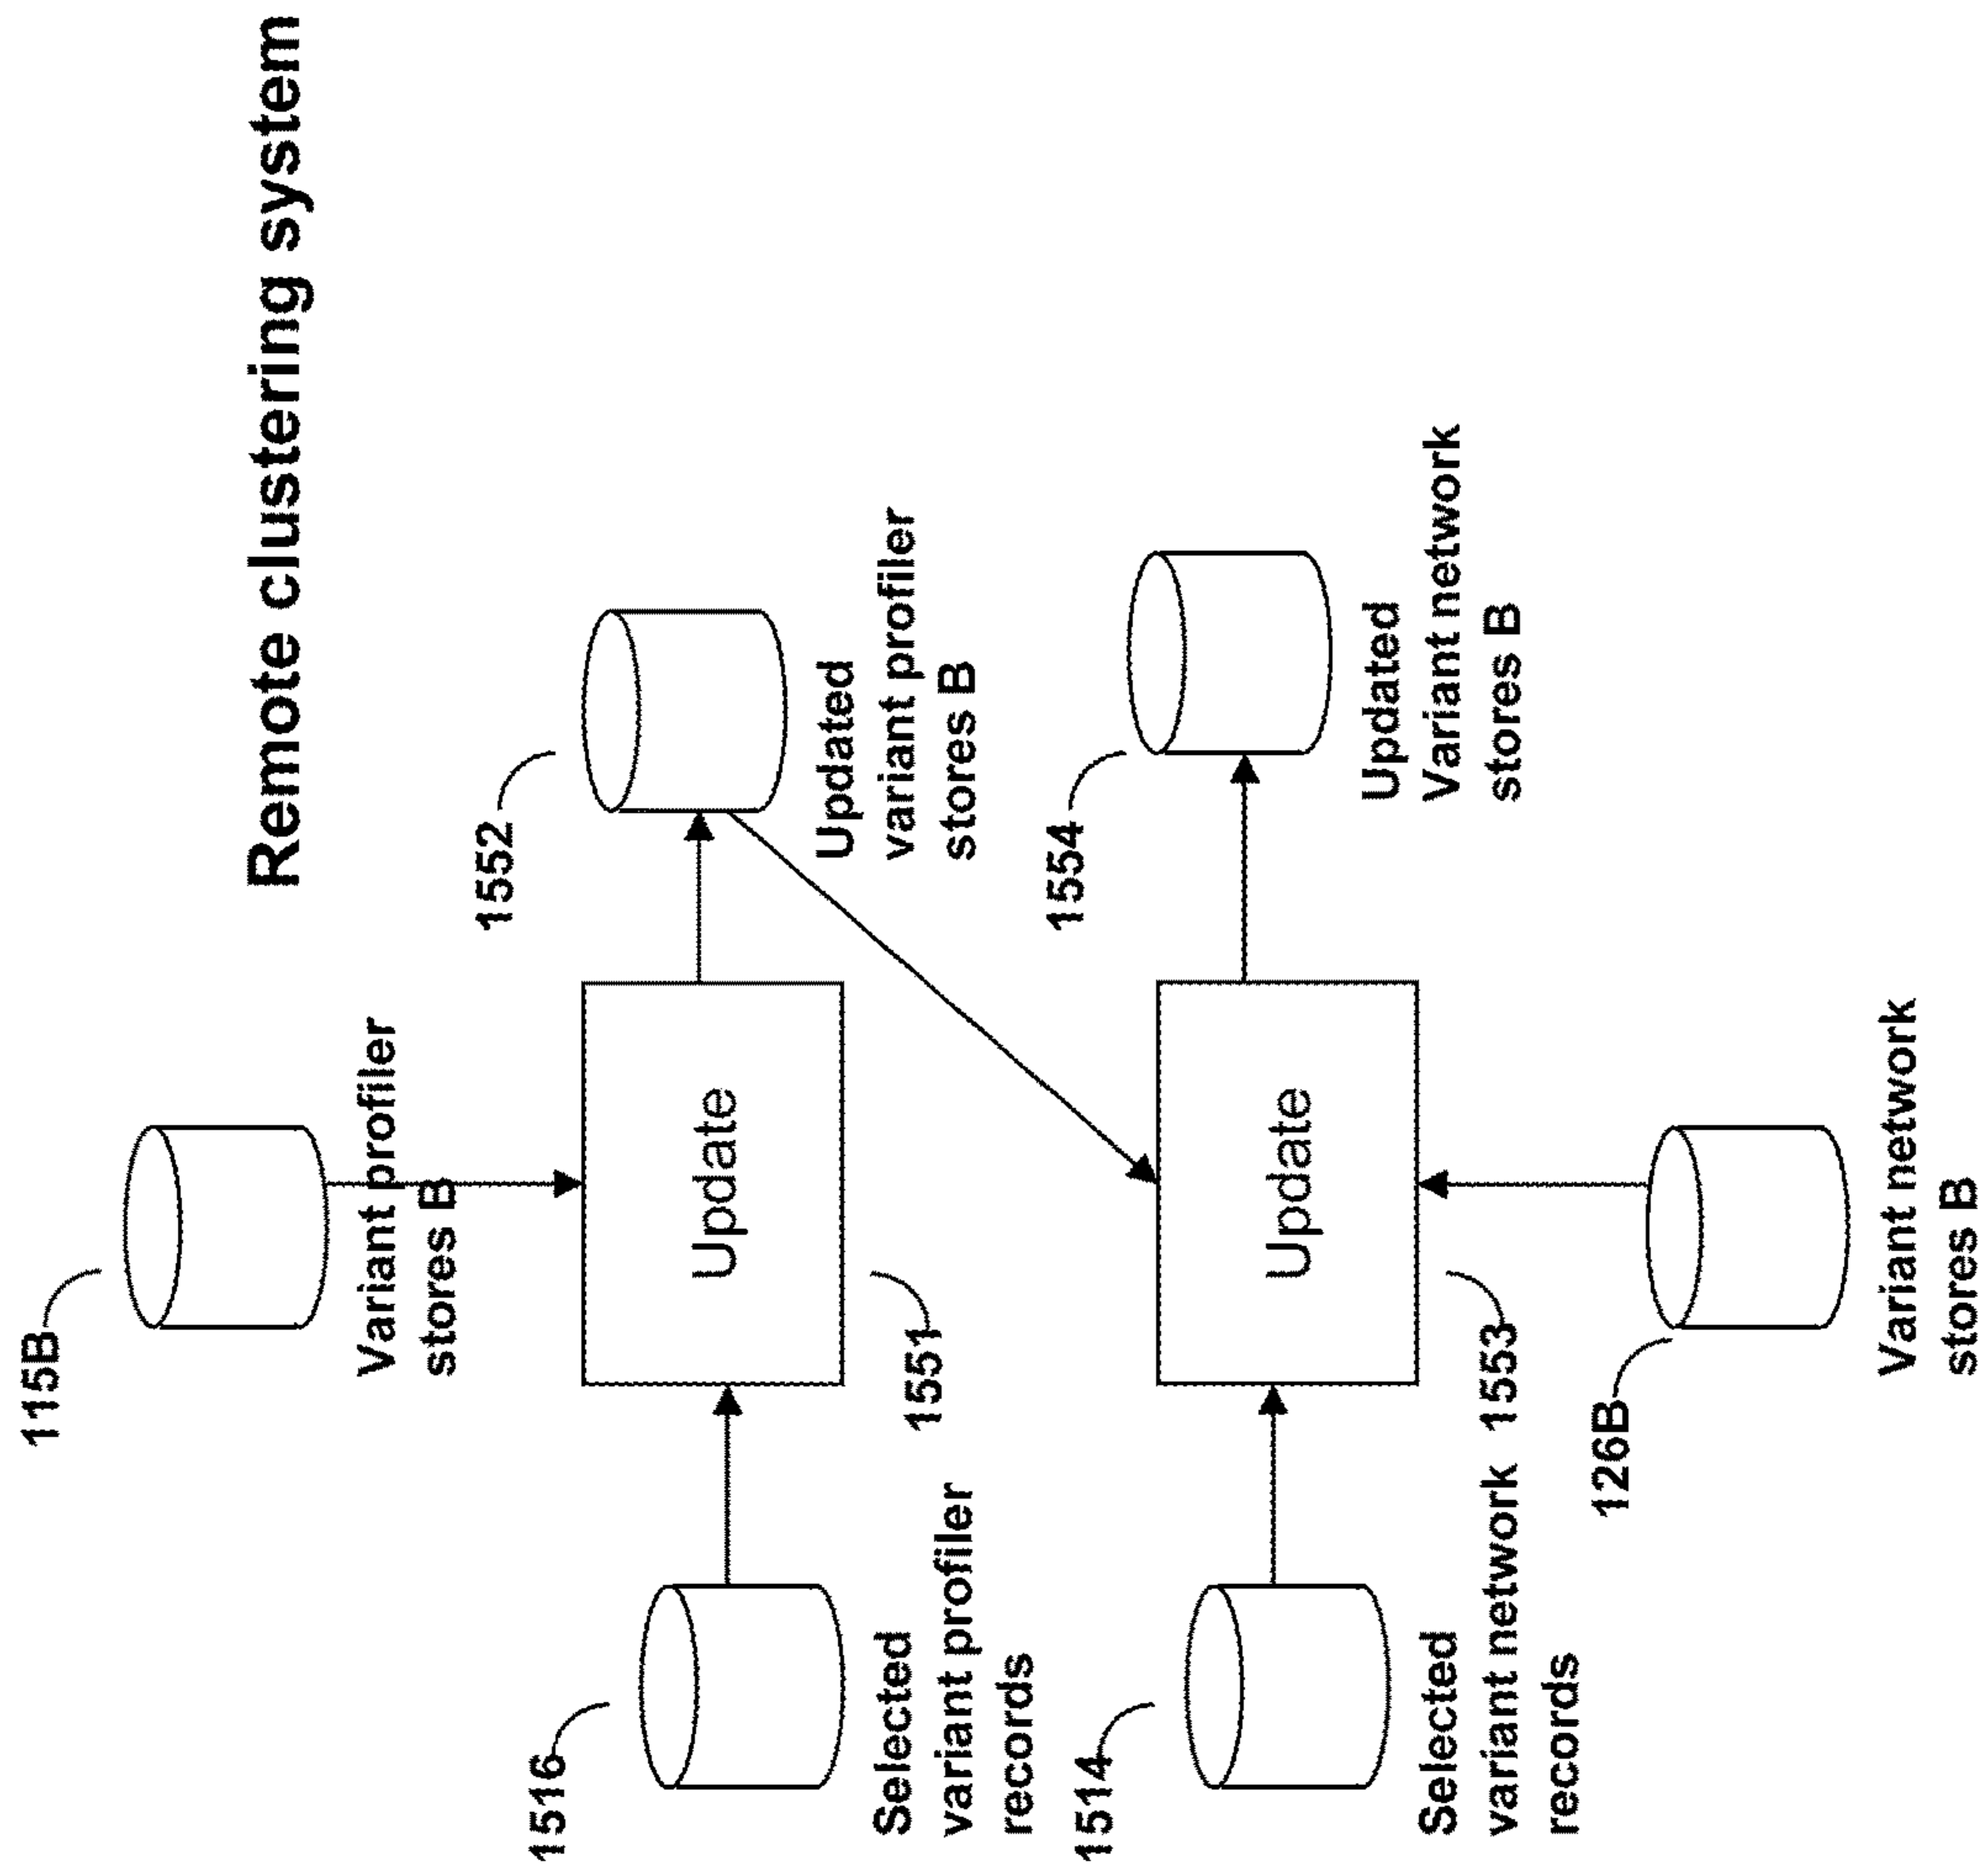 Remote clustering system
115B
Variant profiler
stores B
1516
Selected
variant profiler
records
Update
1551
1552
Updated
variant profiler
stores B
1514
Selected
variant network
records
Update
1553
1554
Updated
Variant network
stores B
126B
Variant network
stores B